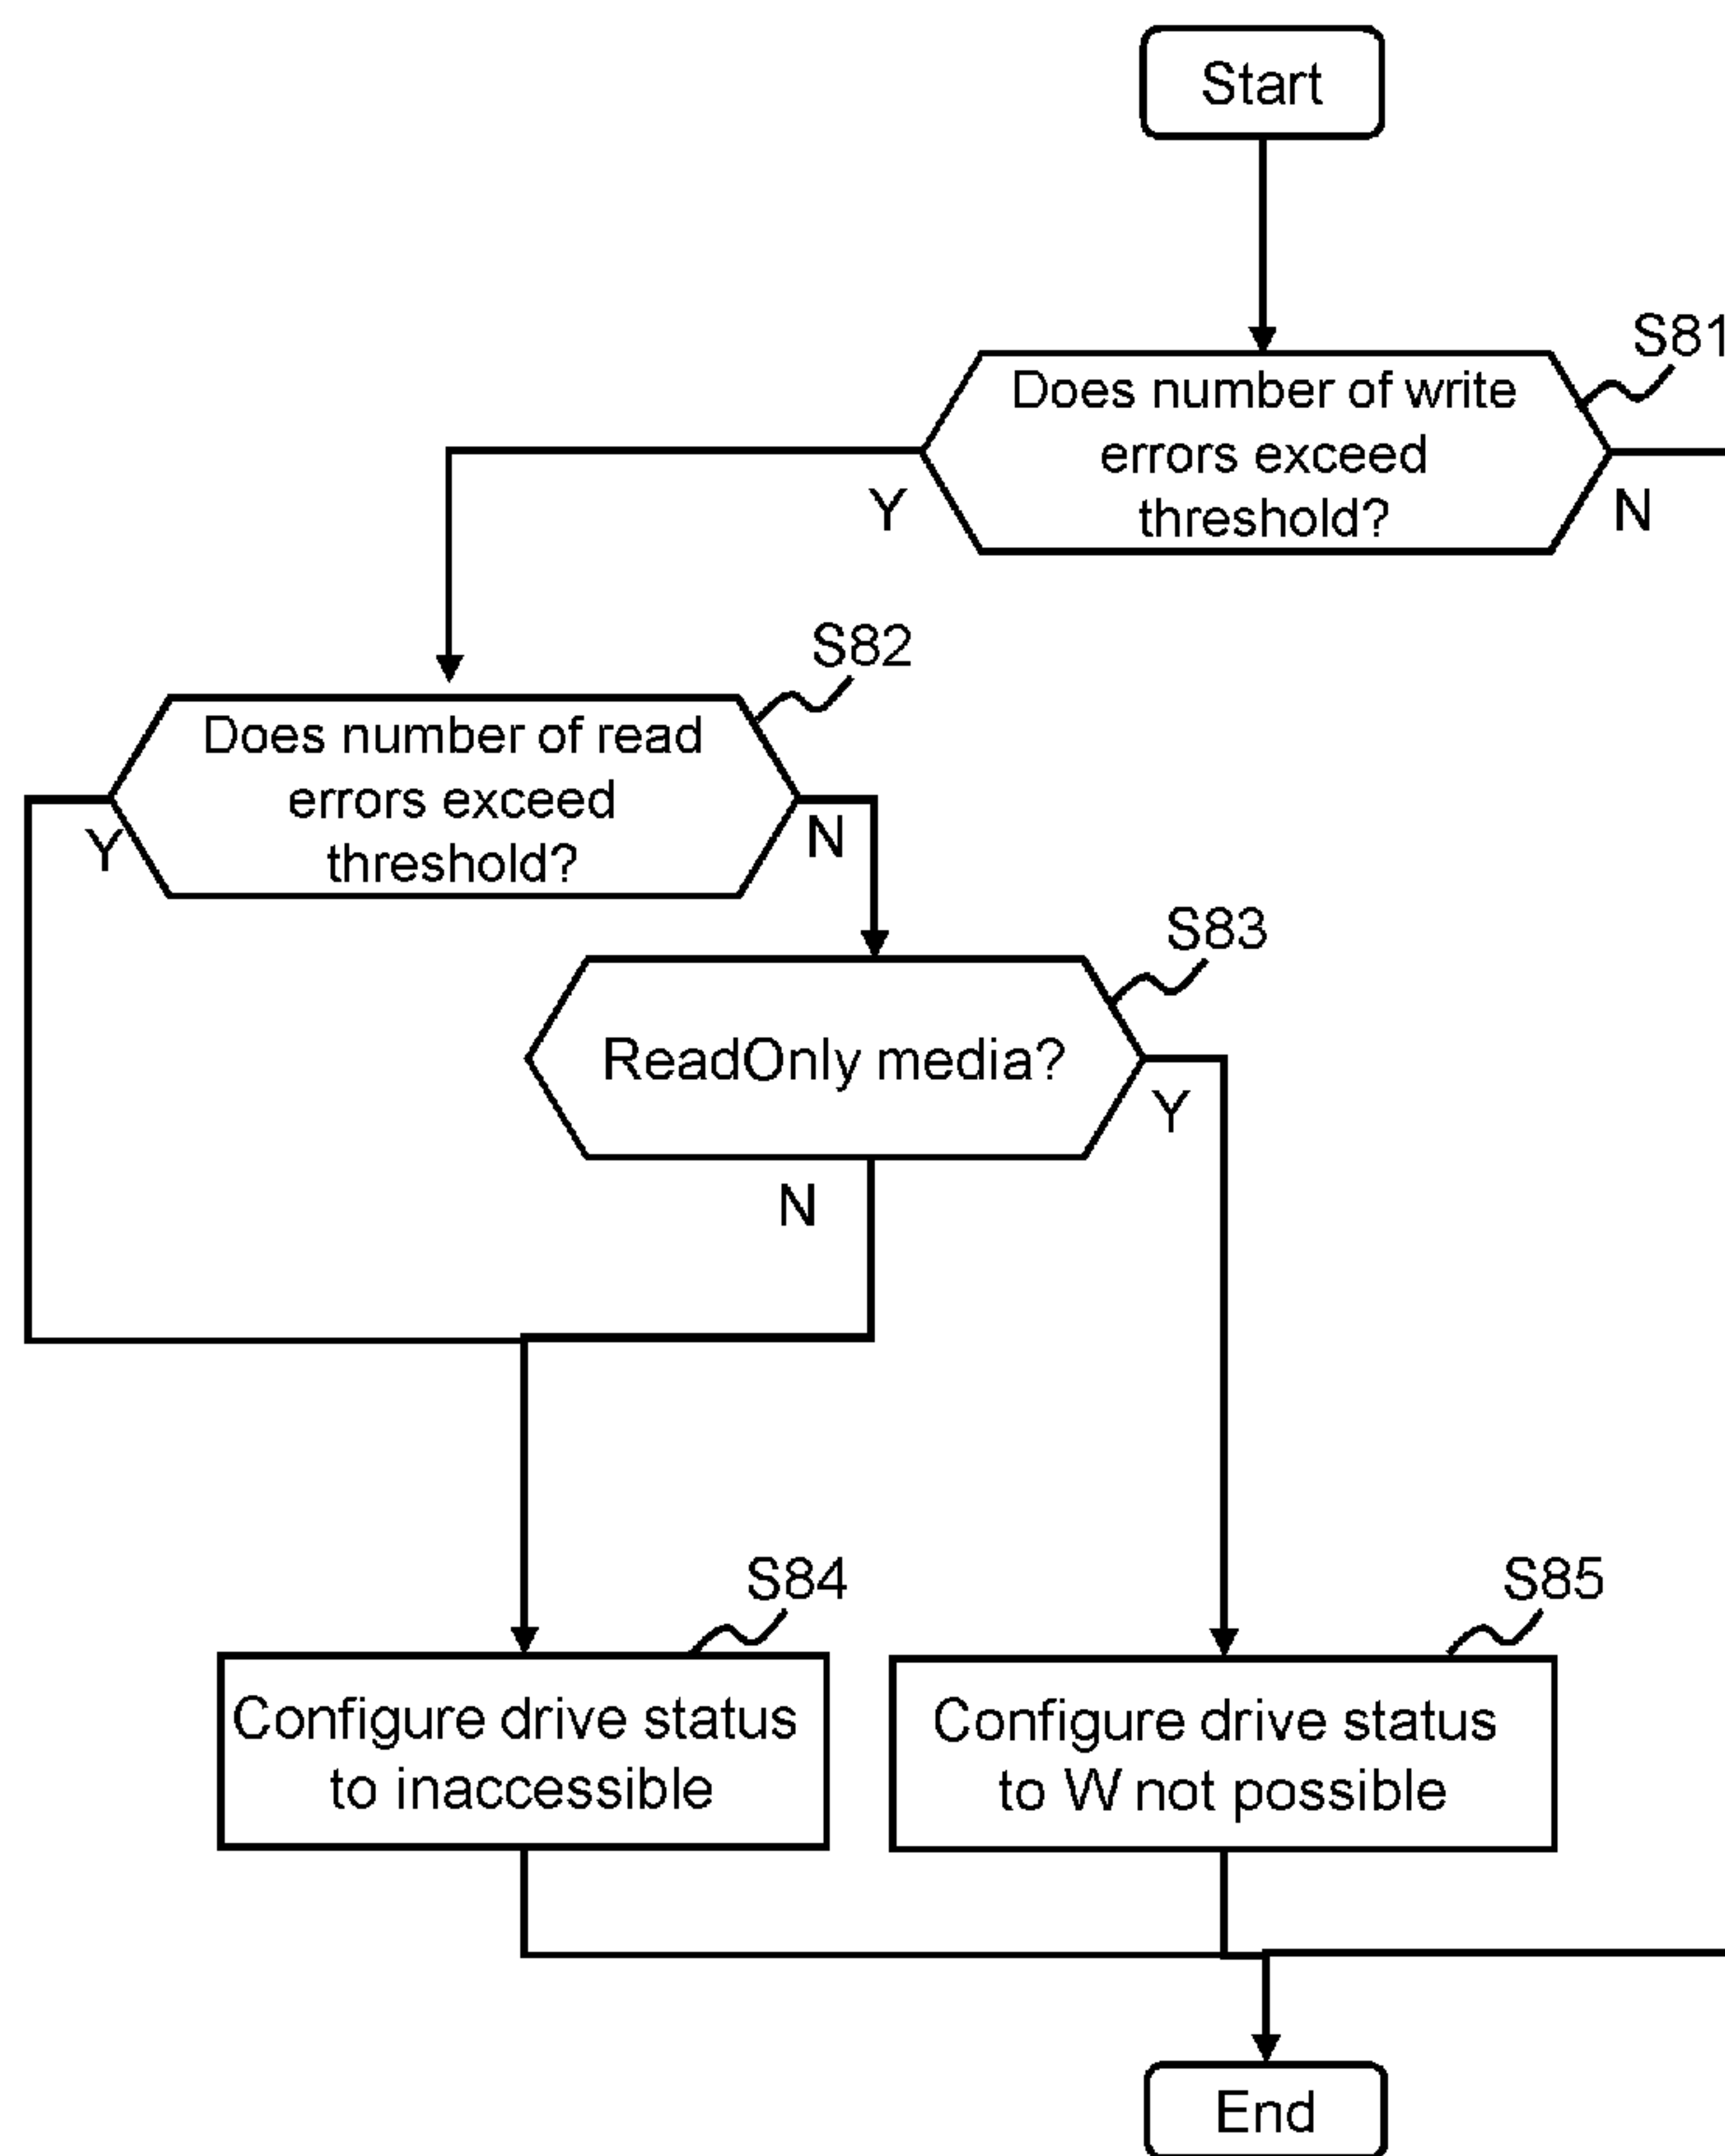 Start
S81
Does number of write
errors exceed
threshold?
Y
N
S82
Does number of read
errors exceed
threshold?
Y
N
S83
ReadOnly media?
Y
N
S84
S85
Configure drive status
to inaccessible
Configure drive status
to W not possible
End